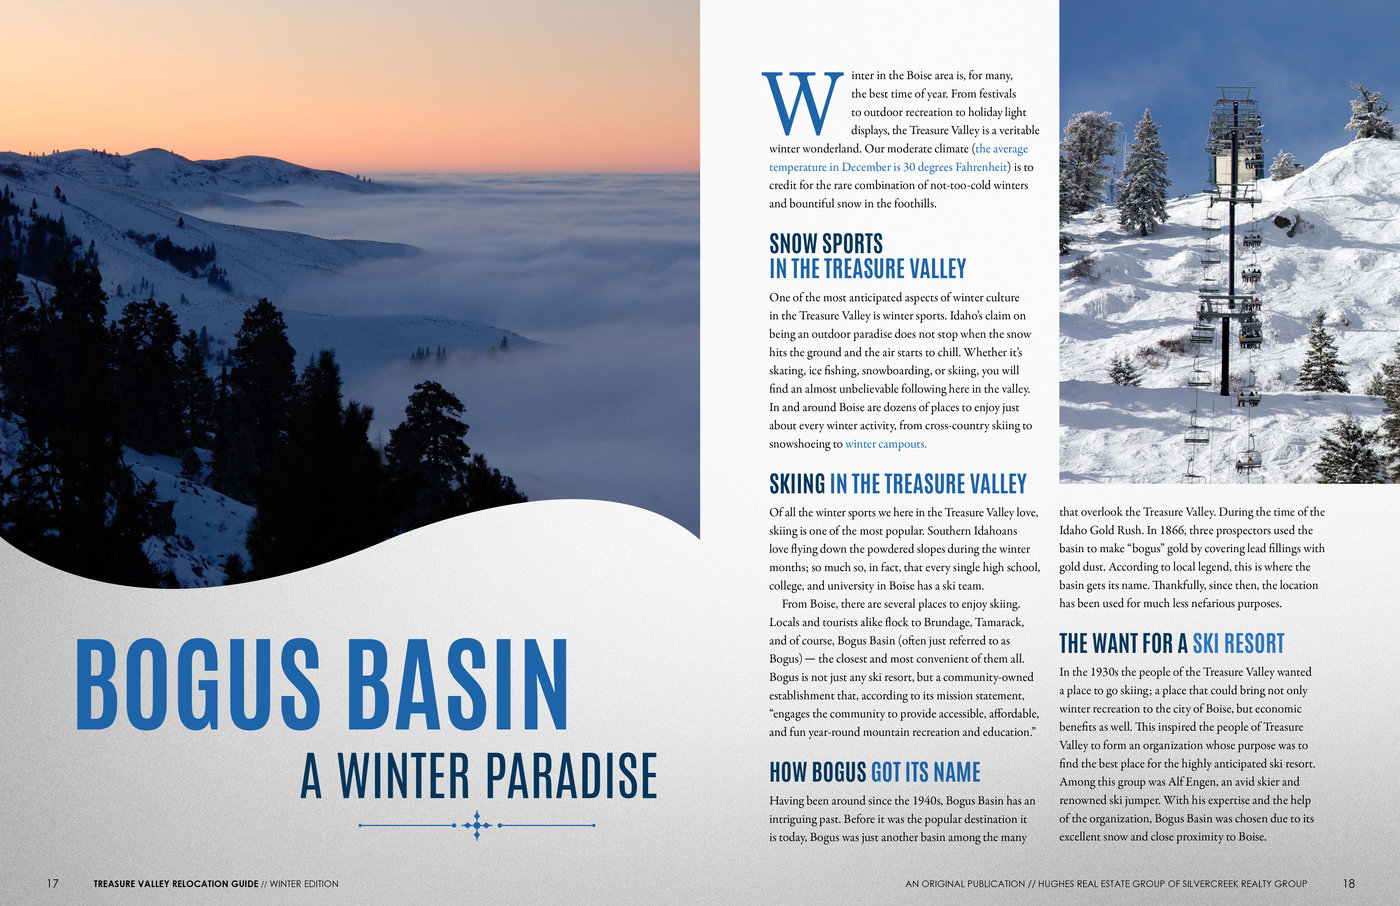 BOGUS BASIN
A WINTER PARADISE
17
TREASURE VALLEY RELOCATION GUIDE // WINTER EDITION
Winter in the Boise area is, for many,
the best time of year. From festivals
to outdoor recreation to holiday light
displays, the Treasure Valley is a veritable
winter wonderland. Our moderate climate (the average
temperature in December is 30 degrees Fahrenheit) is to
credit for the rare combination of not-too-cold winters
and bountiful snow in the foothills.
SNOW SPORTS
IN THE TREASURE VALLEY
One of the most anticipated aspects of winter culture
in the Treasure Valley is winter sports. Idaho's claim on
being an outdoor paradise does not stop when the snow
hits the ground and the air starts to chill. Whether it's
skating, ice fishing, snowboarding, or skiing, you will
find an almost unbelievable following here in the valley.
In and around Boise are dozens of places to enjoy just
about every winter activity, from cross-country skiing to
snowshoeing to winter campouts.
SKIING IN THE TREASURE VALLEY
Of all the winter sports we here in the Treasure Valley love,
skiing is one of the most popular. Southern Idahoans
love flying down the powdered slopes during the winter
months; so much so, in fact, that every single high school,
college, and university in Boise has a ski team.
From Boise, there are several places to enjoy skiing.
Locals and tourists alike flock to Brundage, Tamarack,
and of course, Bogus Basin (often just referred to as
Bogus) — the closest and most convenient of them all.
Bogus is not just any ski resort, but a community-owned
establishment that, according to its mission statement,
“engages the community to provide accessible, affordable,
and fun year-round mountain recreation and education.”
HOW BOGUS GOT ITS NAME
Having been around since the 1940s, Bogus Basin has an
intriguing past. Before it was the popular destination it
is today, Bogus was just another basin among the many
that overlook the Treasure Valley. During the time of the
Idaho Gold Rush. In 1866, three prospectors used the
basin to make “bogus” gold by covering lead fillings with
gold dust. According to local legend, this is where the
basin gets its name. Thankfully, since then, the location
has been used for much less nefarious purposes.
THE WANT FOR A SKI RESORT
In the 1930s the people of the Treasure Valley wanted
a place to go skiing; a place that could bring not only
winter recreation to the city of Boise, but economic
benefits as well. This inspired the people of Treasure
Valley to form an organization whose purpose was to
find the best place for the highly anticipated ski resort.
Among this group was Alf Engen, an avid skier and
renowned ski jumper. With his expertise and the help
of the organization, Bogus Basin was chosen due to its
excellent snow and close proximity to Boise.
AN ORIGINAL PUBLICATION // HUGHES REAL ESTATE GROUP OF SILVERCREEK REALTY GROUP
18